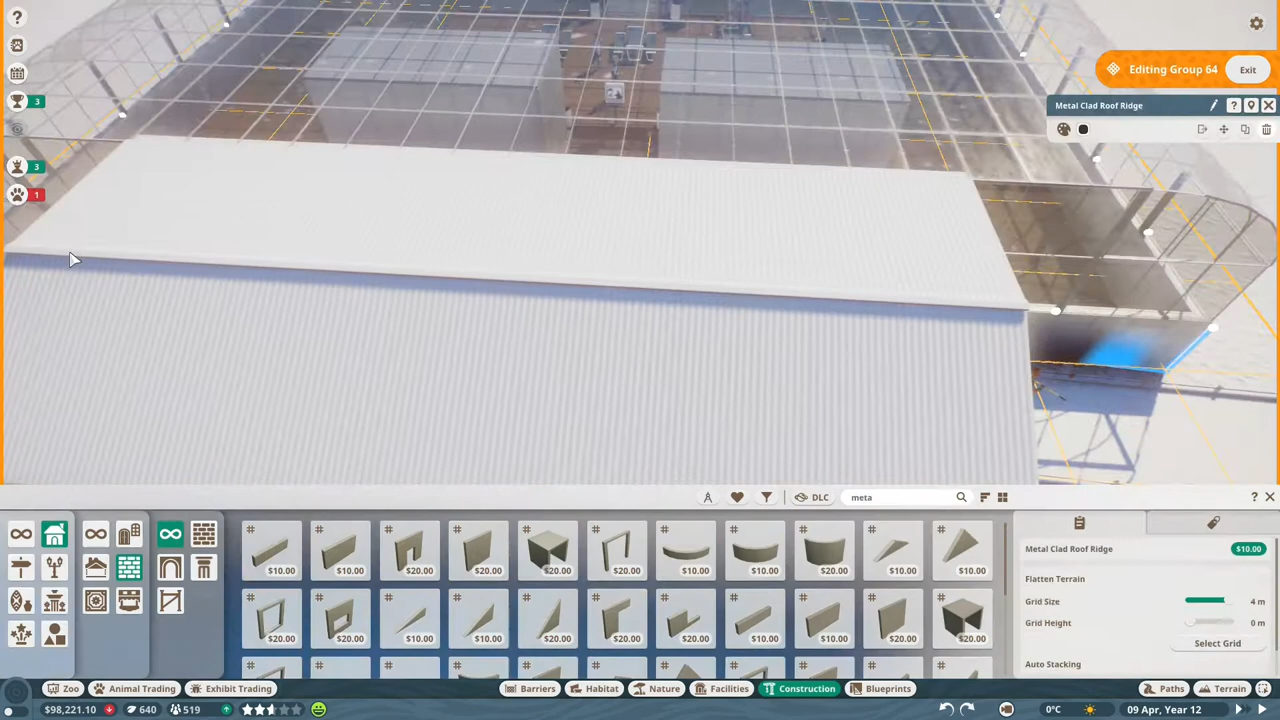 ?
Editing Group 64
Exit
3
Metal Clad Roof Ridge
?
3
1
DLC
meta
?
# $10.00
# $10.00
# $20.00
# $20.00
# $20.00
# $20.00
# $10.00
# $10.00
# $20.00
# $10.00
# $10.00
Metal Clad Roof Ridge
$10.00
Flatten Terrain
Grid Size
4 m
# $20.00
# $20.00
# $10.00
# $10.00
# $20.00
# $10.00
# $20.00
# $10.00
# $10.00
# $20.00
# $20.00
Grid Height
0 m
Select Grid
Auto Stacking
Zoo
Animal Trading
Exhibit Trading
Barriers
Habitat
Nature
Facilities
Construction
Blueprints
Paths
Terrain
$98,221.10
640
519
0°C
09 Apr, Year 12